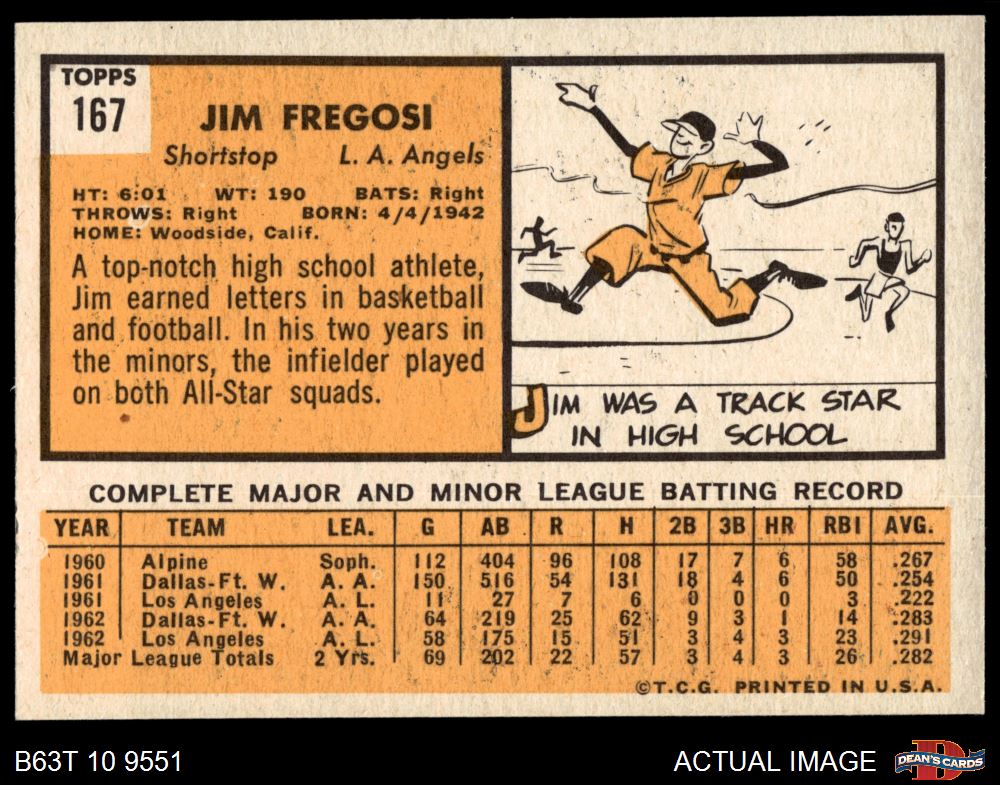 TOPPS
167
JIM FREGOSI
Shortstop L. A. Angels
HT: 6:01 WT: 190 BATS: Right
THROWS: Right BORN: 4/4/1942
HOME: Woodside, Calif.
A top-notch high school athlete,
Jim earned letters in basketball
and football. In his two years in
the minors, the infielder played
on both All-Star squads.
JIM WAS A TRACK STAR
IN HIGH SCHOOL
COMPLETE MAJOR AND MINOR LEAGUE BATTING RECORD
YEAR TEAM LEA. G AB R H 2B 3B HR RBI AVG.
1960 Alpine Soph. 112 404 96 108 17 7 6 58 .267
1961 Dallas-Ft. W. A. A. 150 516 54 131 18 4 6 50 .254
1961 Los Angeles A. L. 11 27 7 6 0 0 0 3 .222
1962 Dallas-Ft. W. A. A. 64 219 25 62 9 3 1 14 .283
1962 Los Angeles A. L. 58 175 15 51 3 4 3 23 .291
Major League Totals 2 Yrs. 69 202 22 57 3 4 3 26 .282
©T.C.G. PRINTED IN U.S.A.
B63T 10 9551 ACTUAL IMAGE
D
DEAN'S CARDS